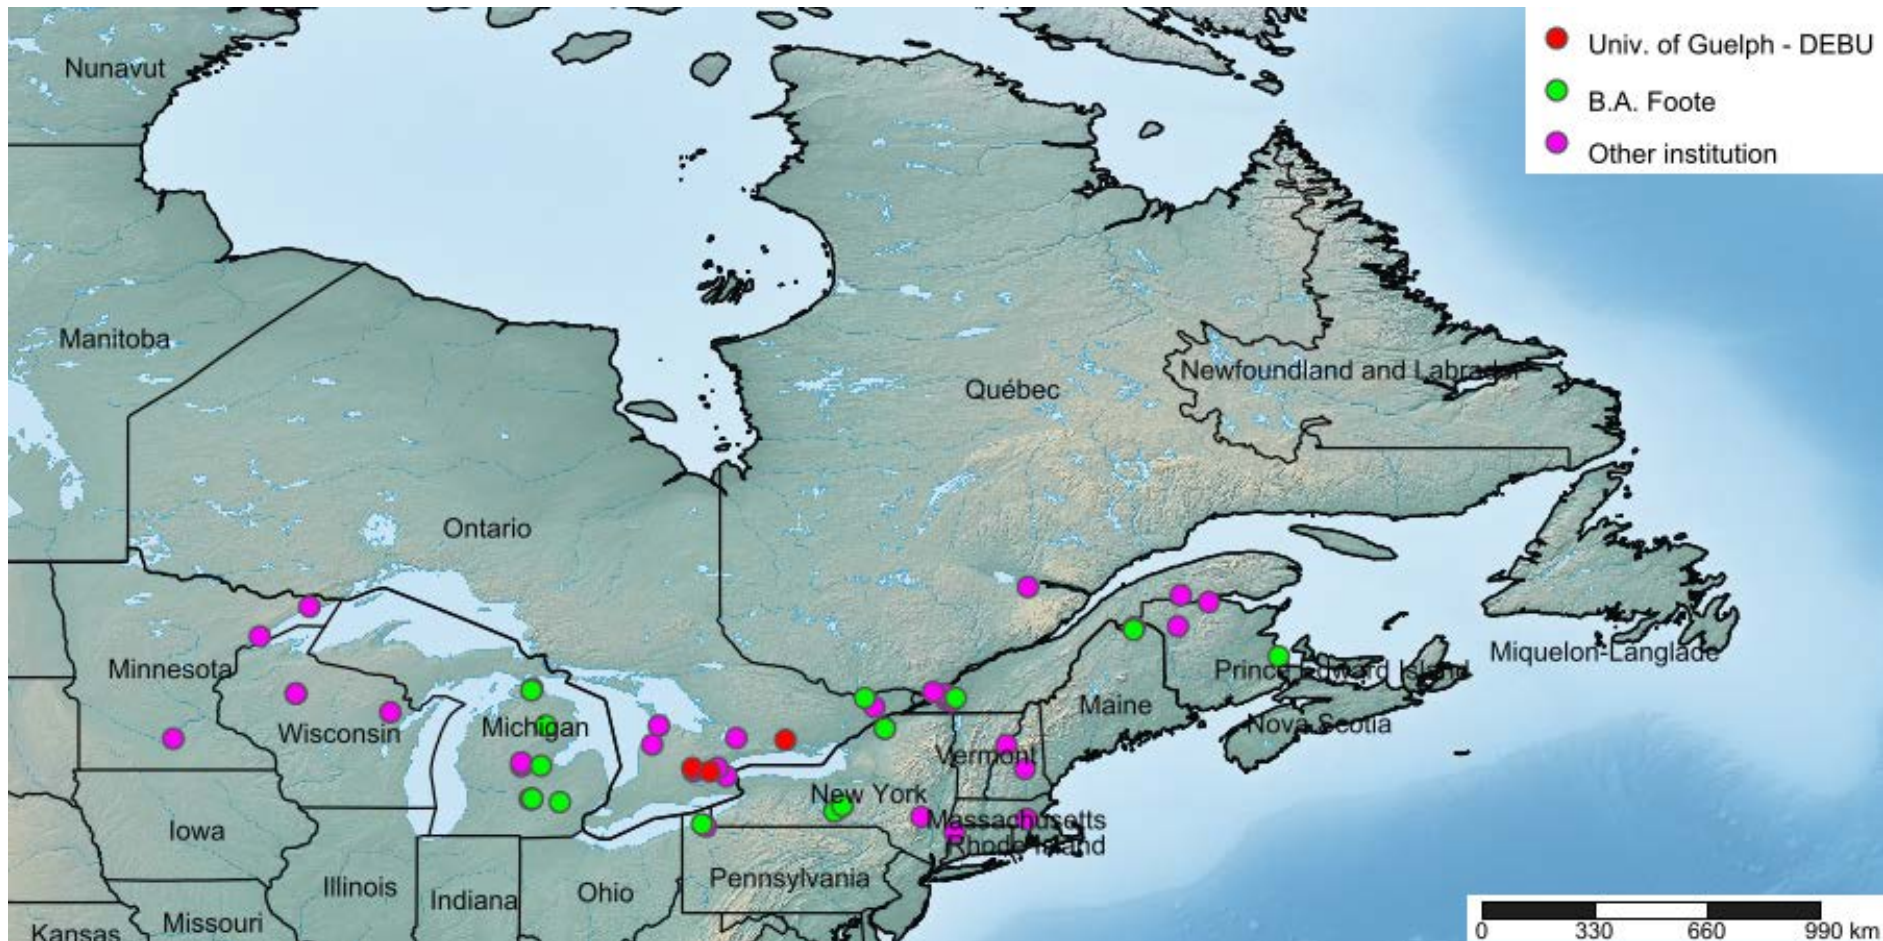 Univ. of Guelph - DEBU
Nunavut
B.A. Foote
Other institution
Manitoba
Newfoundland and Labrador
Québec
Ontario
Miquelon-Langlade
Minnesota
Prince Edward Island
Maine
Nova Scotia
Michigan
Wisconsin
Vermont
New York
Massachusetts
Iowa
Rhode Island
Pennsylvania
Illinois
Ohio
Indiana
Missouri
Kansas
0 330 660 990 km